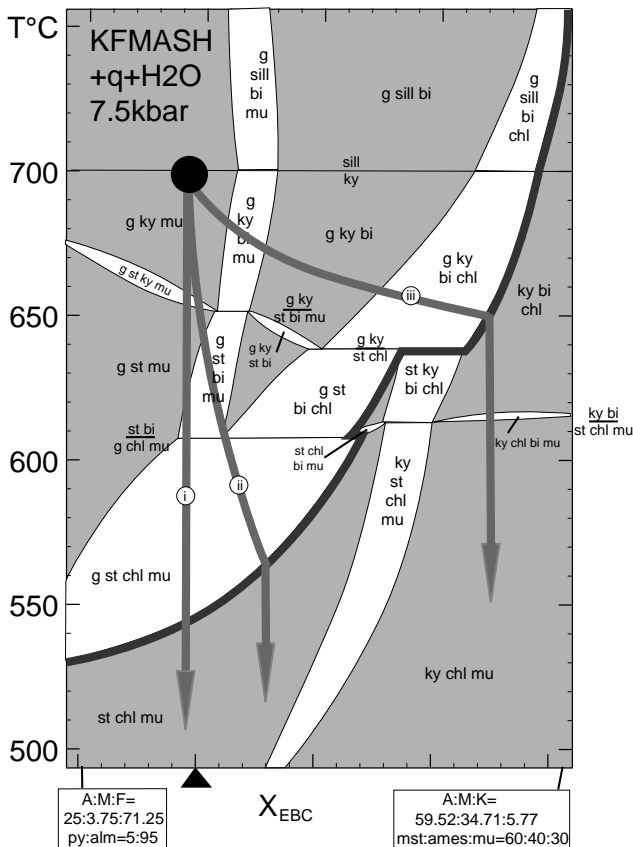 T°C
KFMASH
+q+H2O
7.5kbar
g
sill
bi
mu
g sill bi
g
sill
bi
chl
700
sill
ky
g ky mu
g
ky
bi
mu
g ky bi
g ky
bi chl
ky bi
chl
g st ky mu
650
iii
g ky
st bi mu
g ky
st bi
g ky
st chl
g st mu
g
st
bi
mu
g st
bi chl
st ky
bi chl
st bi
g chl mu
ky bi
st chl mu
600
st chl
bi mu
ky chl bi mu
ky
st
chl
mu
i
ii
g st chl mu
550
ky chl mu
st chl mu
500
A:M:F=
25:3.75:71.25
py:alm=5:95
XEBC
A:M:K=
59.52:34.71:5.77
mst:ames:mu=60:40:30